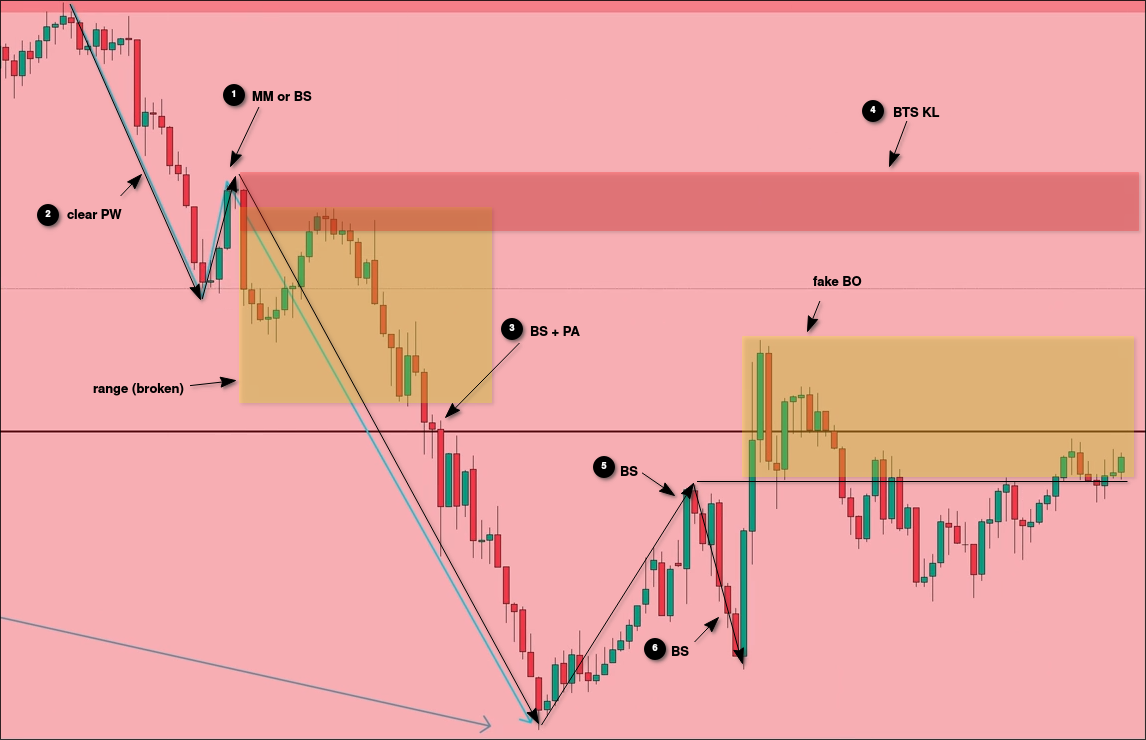 1 MM or BS
4 BTS KL
2 clear PW
fake BO
3 BS + PA
range (broken)
5 BS
6 BS